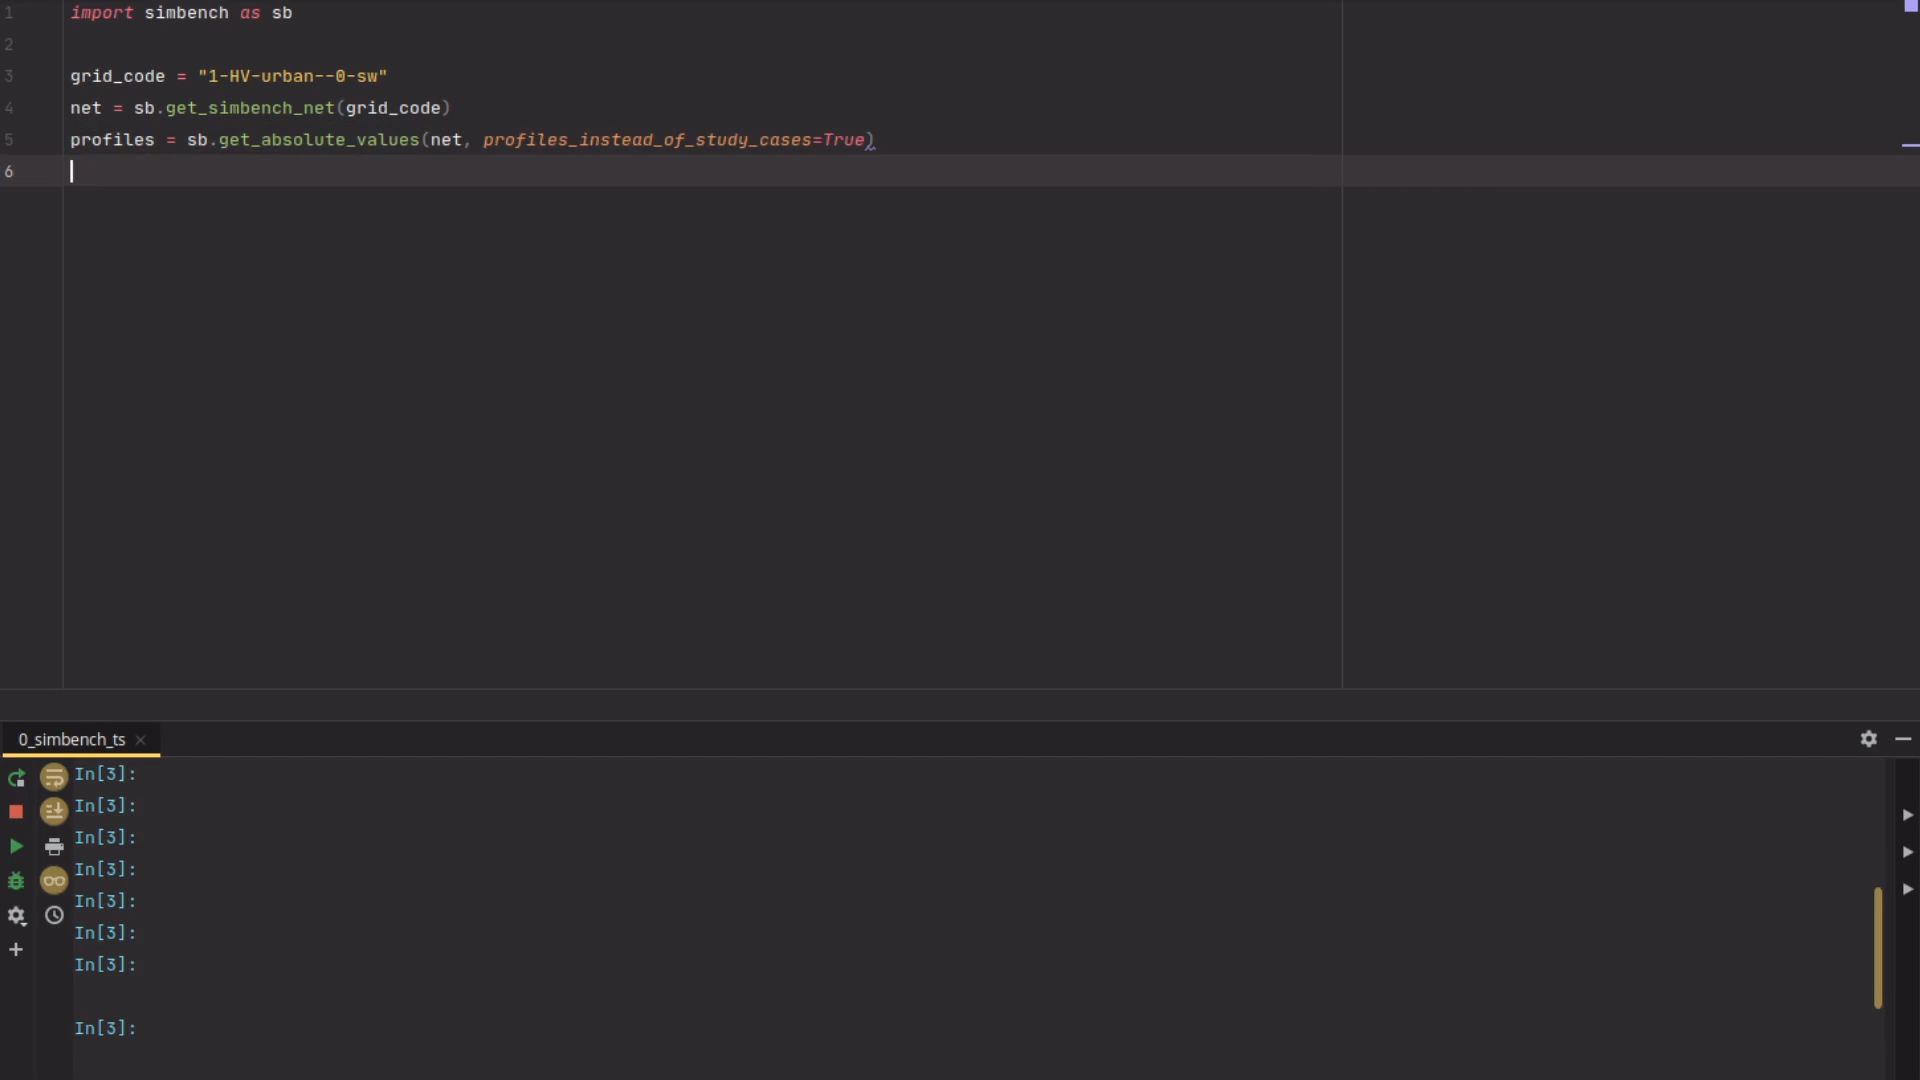 1 import simbench as sb
2
3 grid_code = "1-HV-urban--0-sw"
4 net = sb.get_simbench_net(grid_code)
5 profiles = sb.get_absolute_values(net, profiles_instead_of_study_cases=True)
6
0_simbench_ts
In[3]:
In[3]:
In[3]:
In[3]:
In[3]:
In[3]:
In[3]:
In[3]: